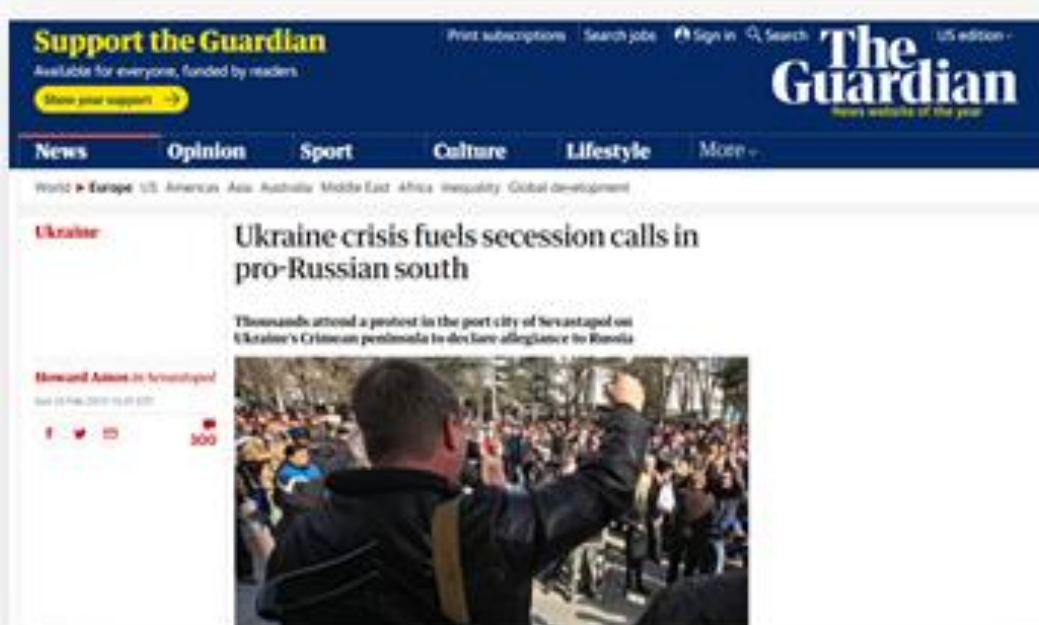 Support the Guardian
Available for everyone, funded by readers
Show your support →
Print subscriptions Search jobs Sign in Search US edition
The Guardian
News website of the year
News Opinion Sport Culture Lifestyle More
World Europe US Americas Asia Australia Middle East Africa Inequality Global development
Ukraine
Ukraine crisis fuels secession calls in
pro-Russian south
Thousands attend a protest in the port city of Sevastapol on
Ukraine's Crimean peninsula to declare allegiance to Russia
Howard Amos in Sevastopol
300